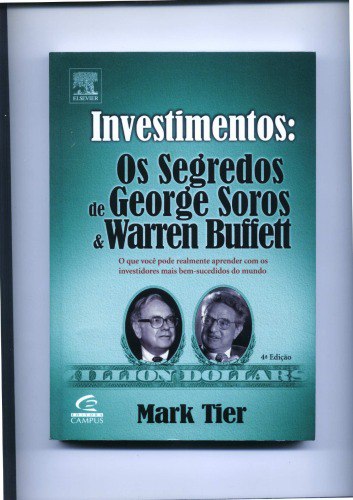 ELSEVIER
Investimentos:
Os Segredos
de George Soros
& Warren Buffett
O que você pode realmente aprender com os
investidores mais bem-sucedidos do mundo
4ª Edição
ILLION DOLLAR
EDITORA
CAMPUS
Mark Tier